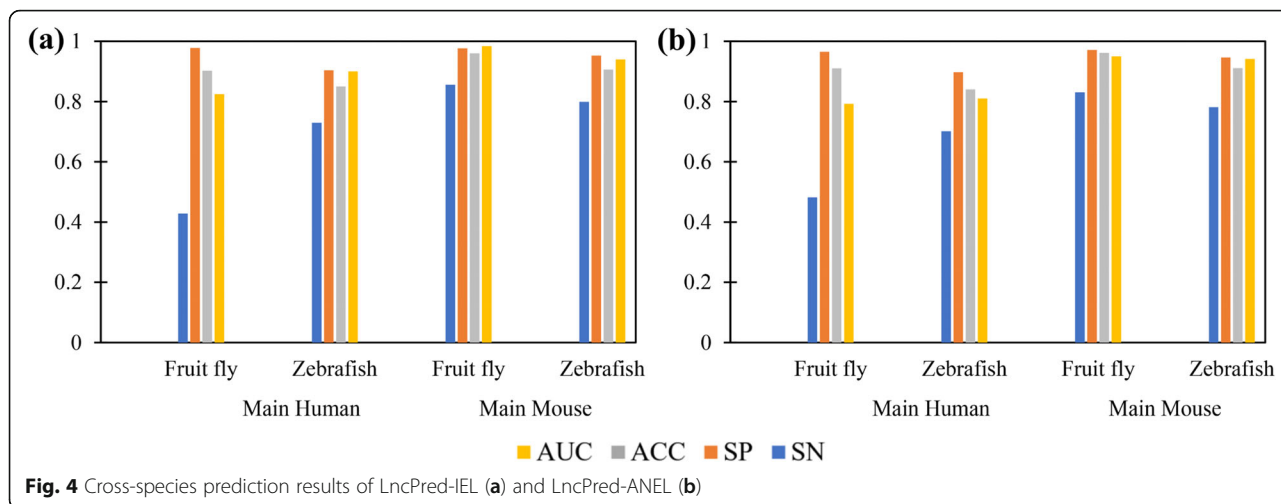 (a)
1
0.8
0.6
0.4
0.2
0
Fruit fly Zebrafish Fruit fly Zebrafish
Main Human Main Mouse
(b)
1
0.8
0.6
0.4
0.2
0
Fruit fly Zebrafish Fruit fly Zebrafish
Main Human Main Mouse
AUC ACC SP SN
Fig. 4 Cross-species prediction results of LncPred-IEL (a) and LncPred-ANEL (b)